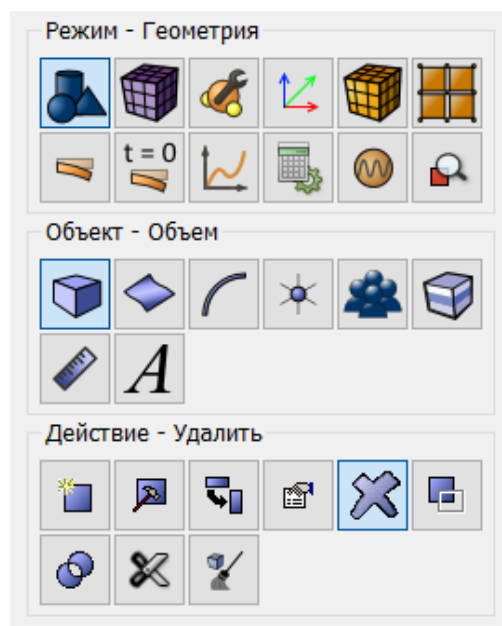 Режим - Геометрия
t = 0
Объект - Объем
A
Действие - Удалить